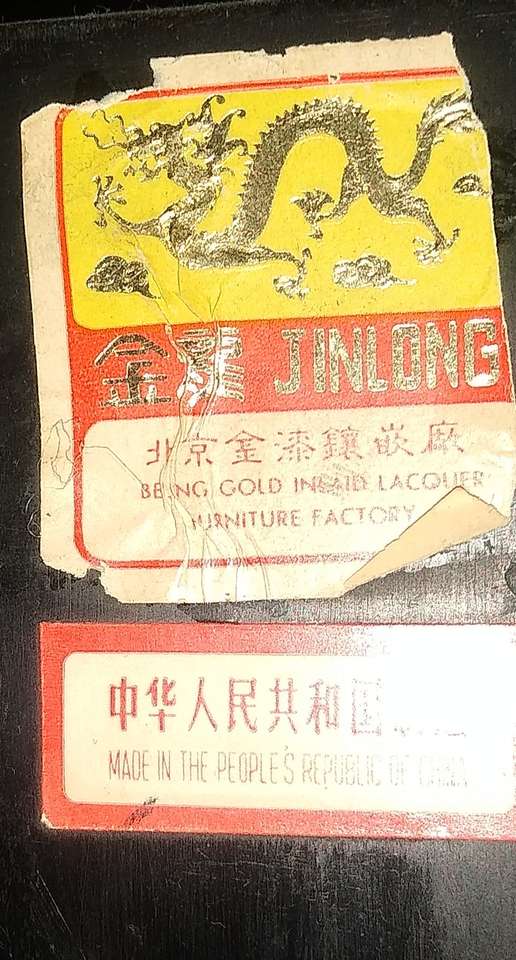 金龍 JINLONG
北京金漆鑲嵌廠
GOLD INLAID LACQUER
FURNITURE FACTORY
中华人民共和国
MADE IN THE PEOPLE'S REPUBLIC OF CHINA